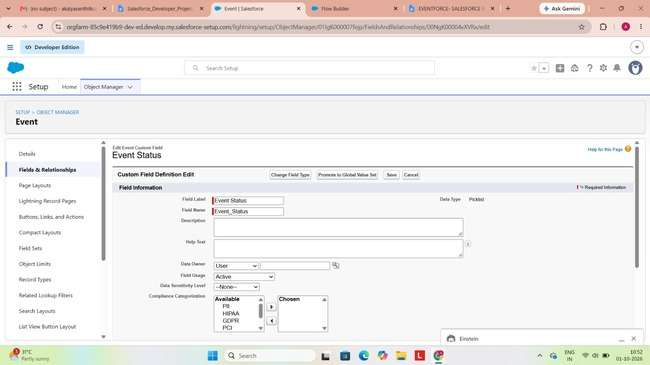 (no subject) - akalyasenthilk
Salesforce_Developer_Project
Event | Salesforce
Flow Builder
EVENTFORCE- SALESFORCE I
Ask Gemini
orgfarm-85c9e419b9-dev-ed.develop.my.salesforce-setup.com/lightning/setup/ObjectManager/
Developer Edition
Search Setup
Setup
Home
Object Manager
SETUP > OBJECT MANAGER
Event
Details
Fields & Relationships
Page Layouts
Lightning Record Pages
Buttons, Links, and Actions
Compact Layouts
Field Sets
Object Limits
Record Types
Related Lookup Filters
Search Layouts
List View Button Layout
Edit Event Custom Field
Event Status
Help for this Page
Custom Field Definition Edit
Change Field Type
Promote to Global Value Set
Save
Cancel
Field Information
= Required Information
Field Label
Event Status
Data Type
Picklist
Field Name
Event_Status
Description
Help Text
i
Data Owner
User
Field Usage
Active
Data Sensitivity Level
--None--
Compliance Categorization
Available
Chosen
PII
HIPAA
GDPR
PCI
Einstein
31°C
Partly sunny
Search
ENG
IN
10:52
01-10-2026